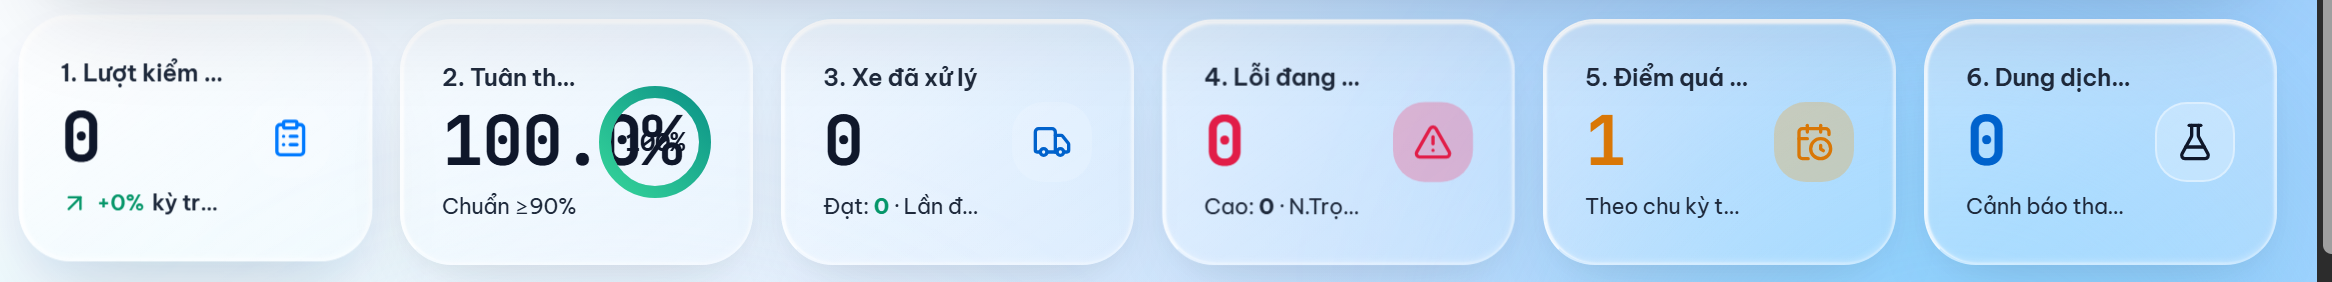 1. Lượt kiểm ...
0
+0% kỳ tr...
2. Tuân th...
100.0%
100%
Chuẩn ≥90%
3. Xe đã xử lý
0
Đạt: 0 · Lần đ...
4. Lỗi đang ...
0
Cao: 0 · N.Trọ...
5. Điểm quá ...
1
Theo chu kỳ t...
6. Dung dịch...
0
Cảnh báo tha...